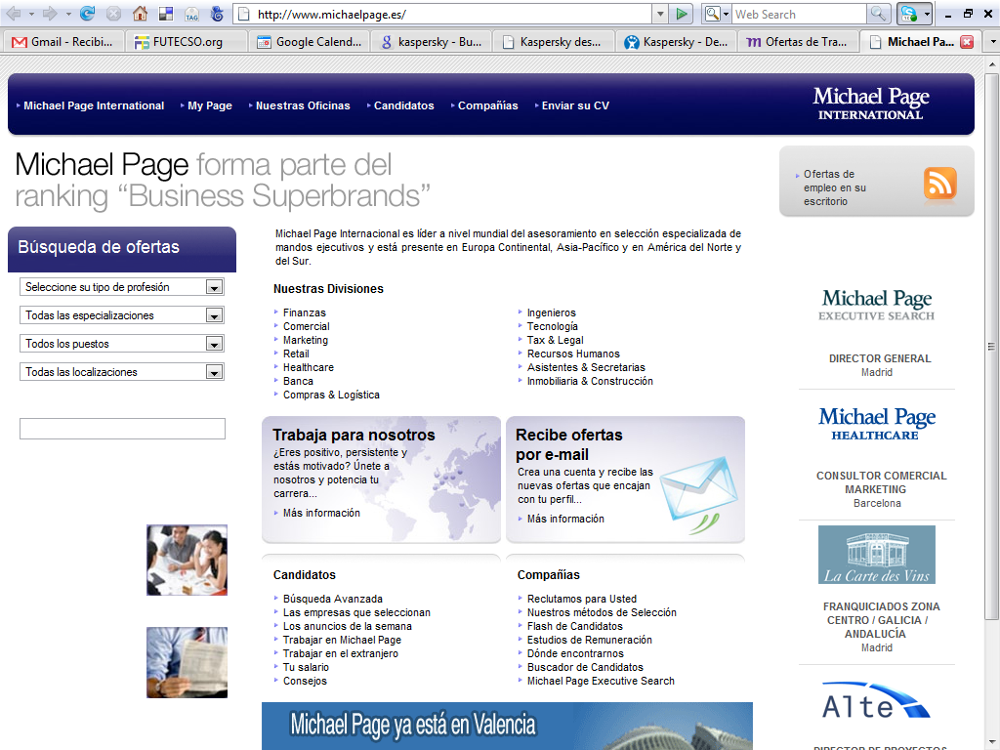 http://www.michaelpage.es/
Web Search
TAG
Gmail - Recibi...
FUTECSO.org
Google Calend...
kaspersky - Bu...
Kaspersky des...
Kaspersky - De...
Ofertas de Tra...
Michael Pa...
Michael Page International
My Page
Nuestras Oficinas
Candidatos
Compañías
Enviar su CV
Michael Page
INTERNATIONAL
Michael Page forma parte del
ranking “Business Superbrands”
Ofertas de
empleo en su
escritorio
Búsqueda de ofertas
Seleccione su tipo de profesión
Todas las especializaciones
Todos los puestos
Todas las localizaciones
Michael Page Internacional es líder a nivel mundial del asesoramiento en selección especializada de
mandos ejecutivos y está presente en Europa Continental, Asia-Pacífico y en América del Norte y
del Sur.
Nuestras Divisiones
Finanzas
Comercial
Marketing
Retail
Healthcare
Banca
Compras & Logística
Ingenieros
Tecnología
Tax & Legal
Recursos Humanos
Asistentes & Secretarias
Inmobiliaria & Construcción
Trabaja para nosotros
¿Eres positivo, persistente y
estás motivado? Únete a
nosotros y potencia tu
carrera...
Más información
Recibe ofertas
por e-mail
Crea una cuenta y recibe las
nuevas ofertas que encajan
con tu perfil...
Más información
Candidatos
Búsqueda Avanzada
Las empresas que seleccionan
Los anuncios de la semana
Trabajar en Michael Page
Trabajar en el extranjero
Tu salario
Consejos
Compañías
Reclutamos para Usted
Nuestros métodos de Selección
Flash de Candidatos
Estudios de Remuneración
Dónde encontrarnos
Buscador de Candidatos
Michael Page Executive Search
Michael Page ya está en Valencia
Michael Page
EXECUTIVE SEARCH
DIRECTOR GENERAL
Madrid
Michael Page
HEALTHCARE
CONSULTOR COMERCIAL
MARKETING
Barcelona
La Carte des Vins
FRANQUICIADOS ZONA
CENTRO / GALICIA /
ANDALUCÍA
Madrid
Alte
DIRECTOR DE PROYECTOS